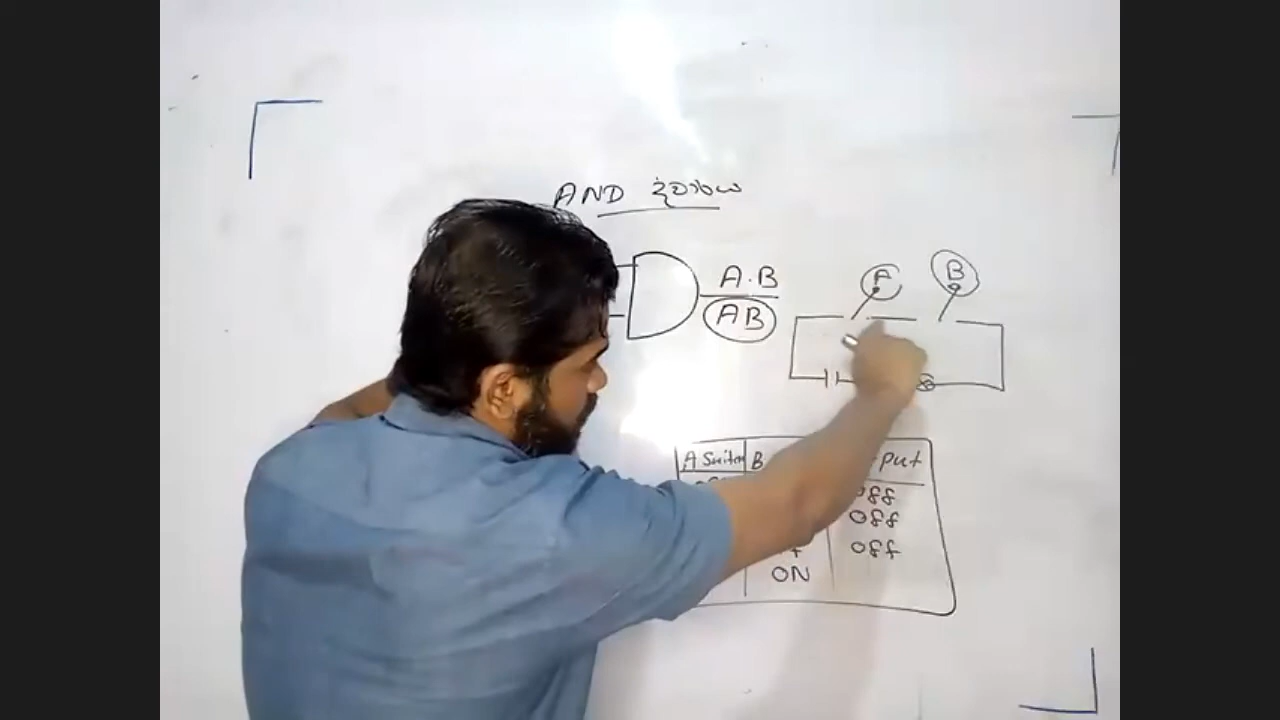 AND ද්වාරය
A.B
AB
A
B
A Switch B
put
off
off
off
ON